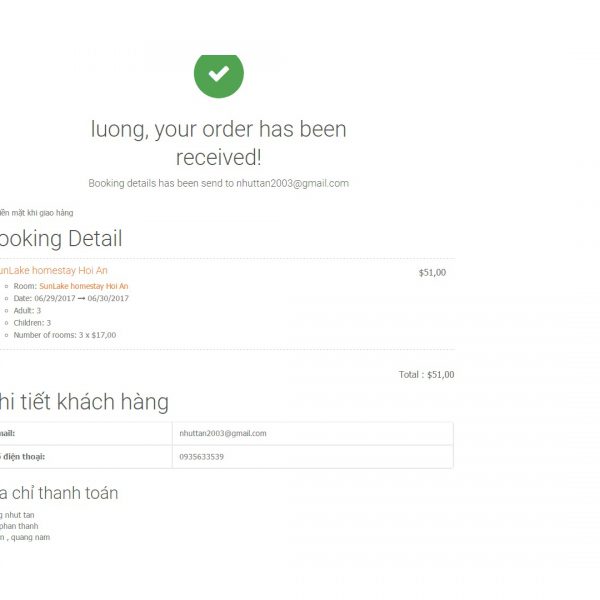 luong, your order has been
received!
Booking details has been send to nhuttan2003@gmail.com
iền mặt khi giao hàng
ooking Detail
unLake homestay Hoi An $51,00
Room: SunLake homestay Hoi An
Date: 06/29/2017 ➞ 06/30/2017
Adult: 3
Children: 3
Number of rooms: 3 x $17,00
Total : $51,00
hi tiết khách hàng
mail: nhuttan2003@gmail.com
điện thoại: 0935633539
a chỉ thanh toán
g nhut tan
phan thanh
n , quang nam